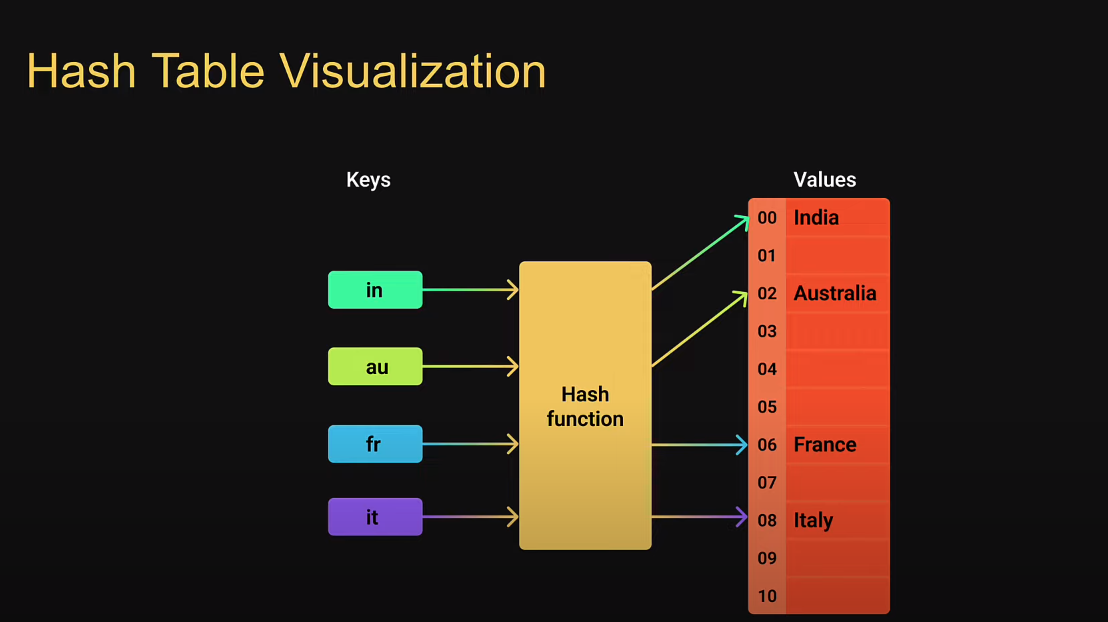 Hash Table Visualization
Keys
Values
in
au
fr
it
Hash
function
00 India
01
02 Australia
03
04
05
06 France
07
08 Italy
09
10